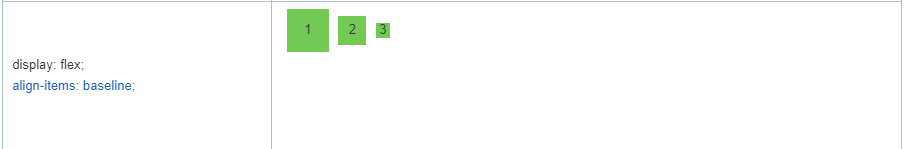 1 2 3
display: flex;
align-items: baseline;